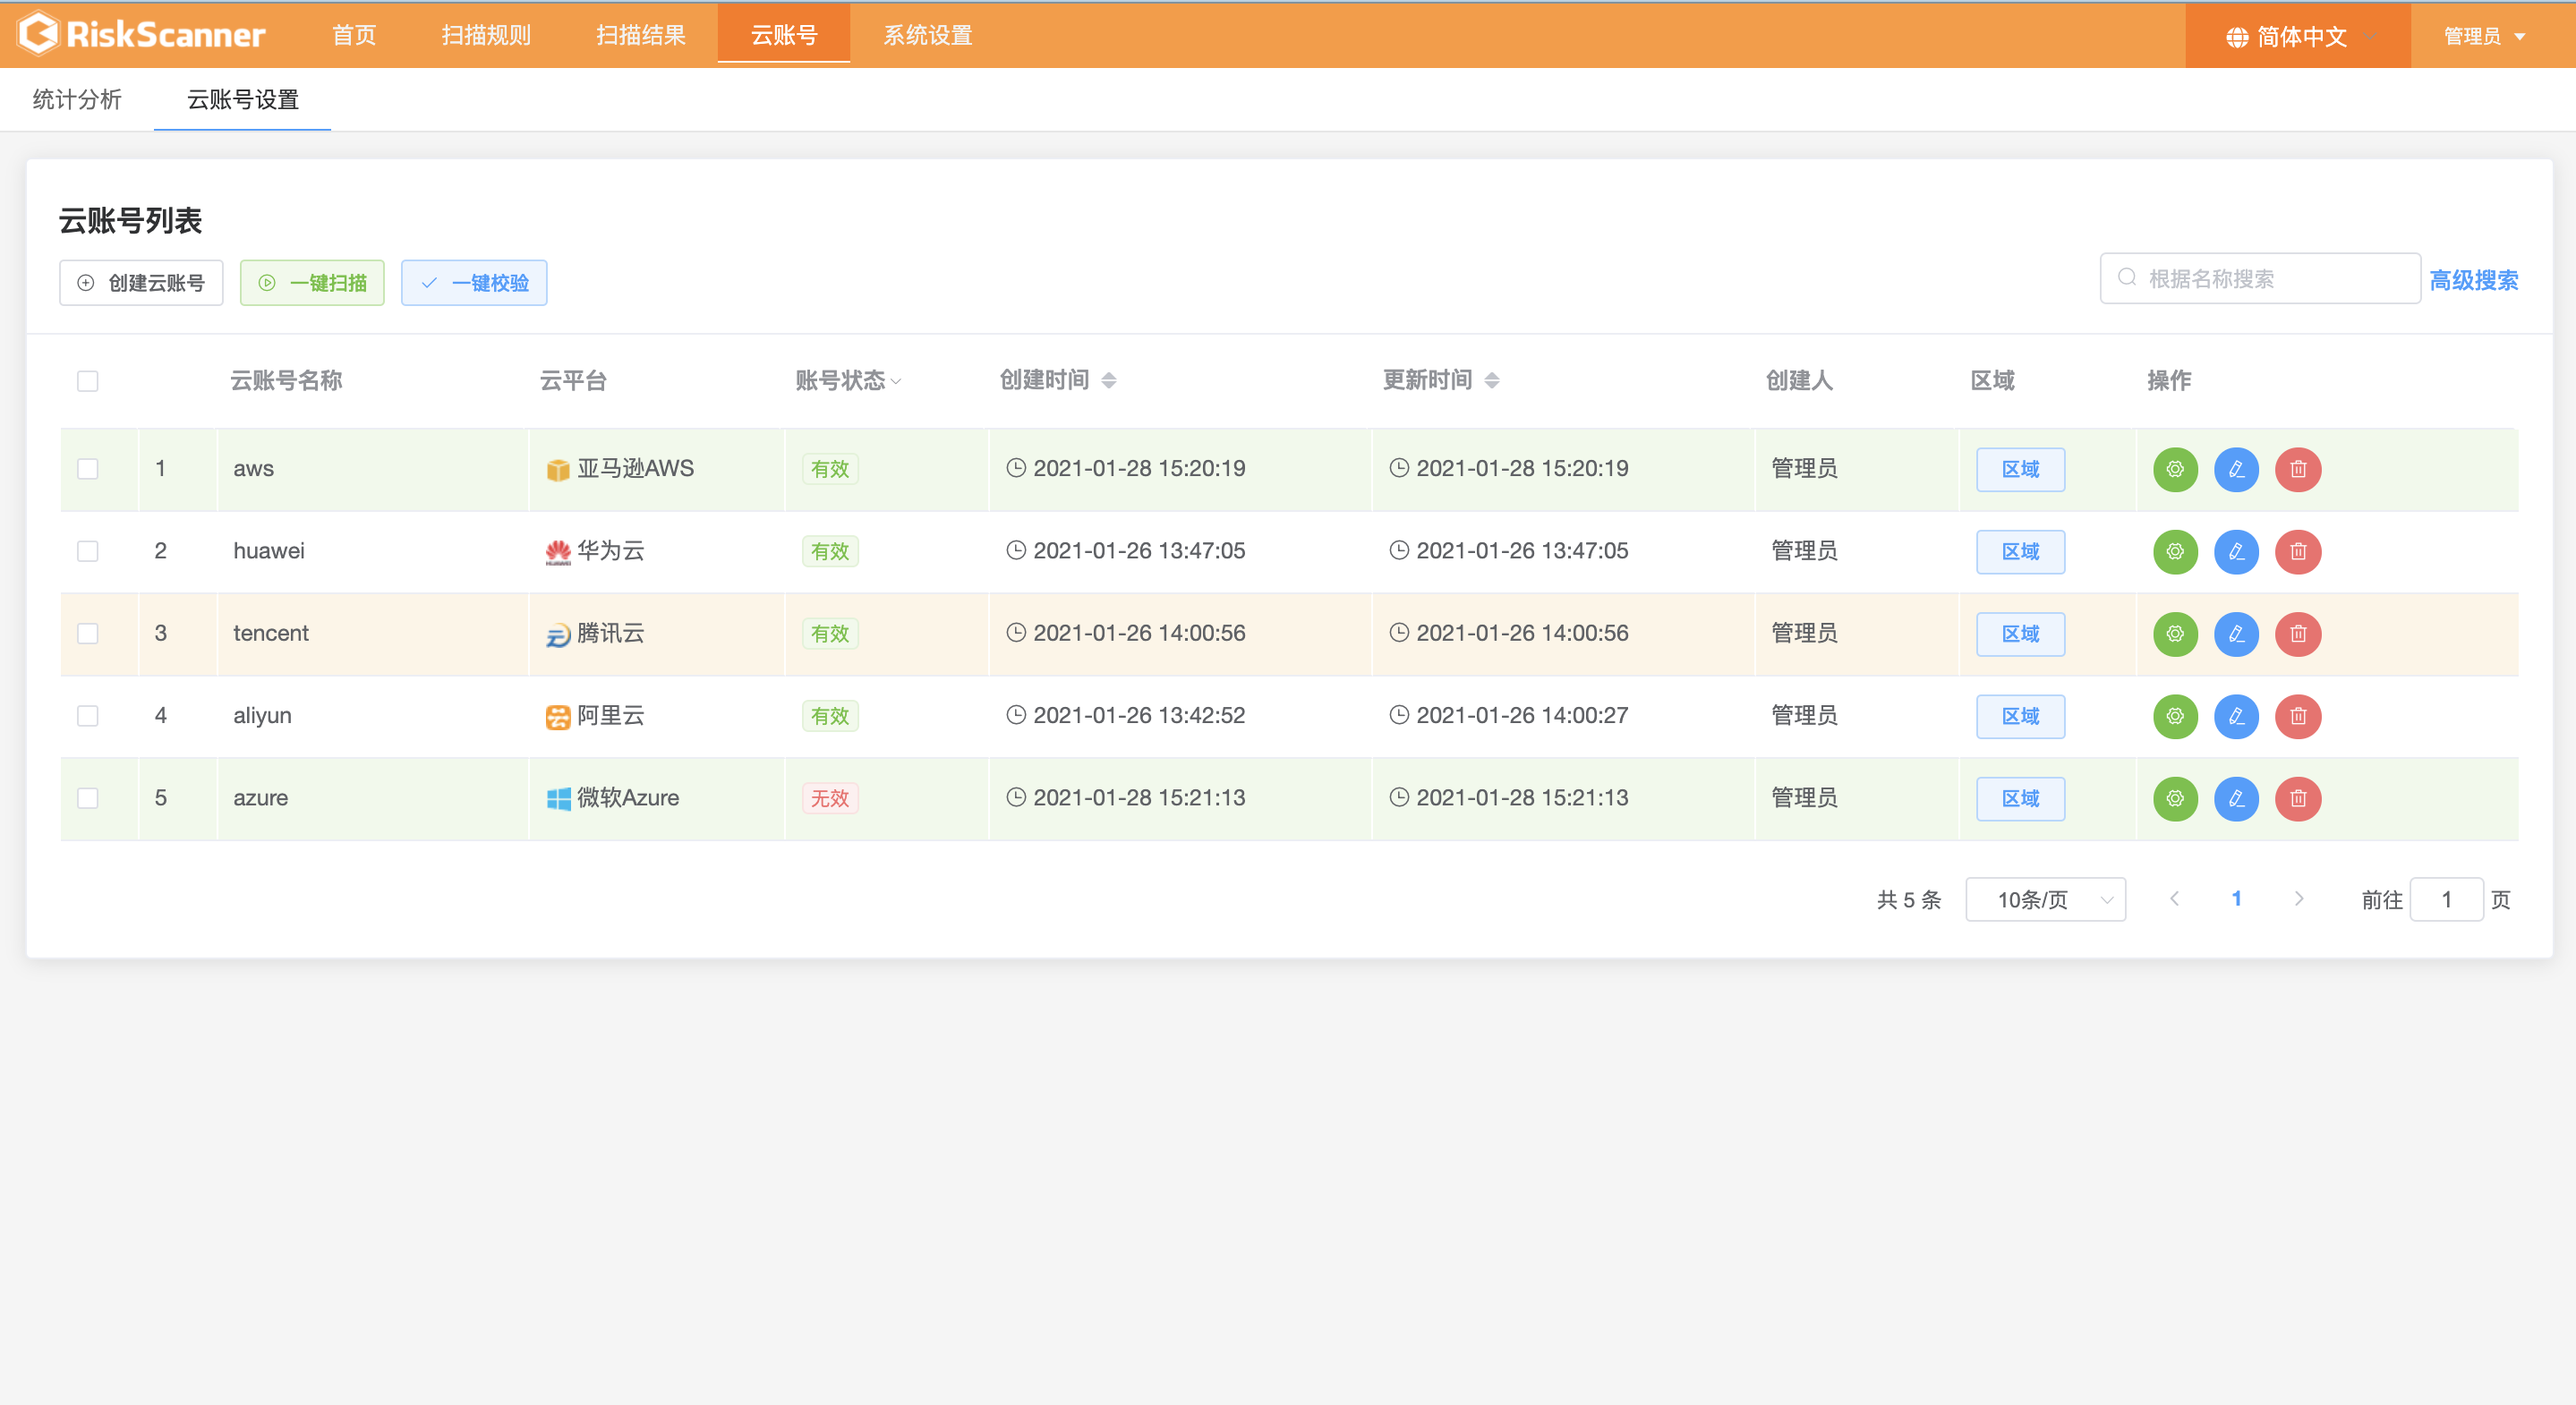 RiskScanner 首页 扫描规则 扫描结果 云账号 系统设置 简体中文 管理员
统计分析 云账号设置
云账号列表
创建云账号 一键扫描 一键校验 根据名称搜索 高级搜索
云账号名称 云平台 账号状态 创建时间 更新时间 创建人 区域 操作
1 aws 亚马逊AWS 有效 2021-01-28 15:20:19 2021-01-28 15:20:19 管理员 区域
2 huawei 华为云 有效 2021-01-26 13:47:05 2021-01-26 13:47:05 管理员 区域
3 tencent 腾讯云 有效 2021-01-26 14:00:56 2021-01-26 14:00:56 管理员 区域
4 aliyun 阿里云 有效 2021-01-26 13:42:52 2021-01-26 14:00:27 管理员 区域
5 azure 微软Azure 无效 2021-01-28 15:21:13 2021-01-28 15:21:13 管理员 区域
共 5 条 10条/页 1 前往 1 页